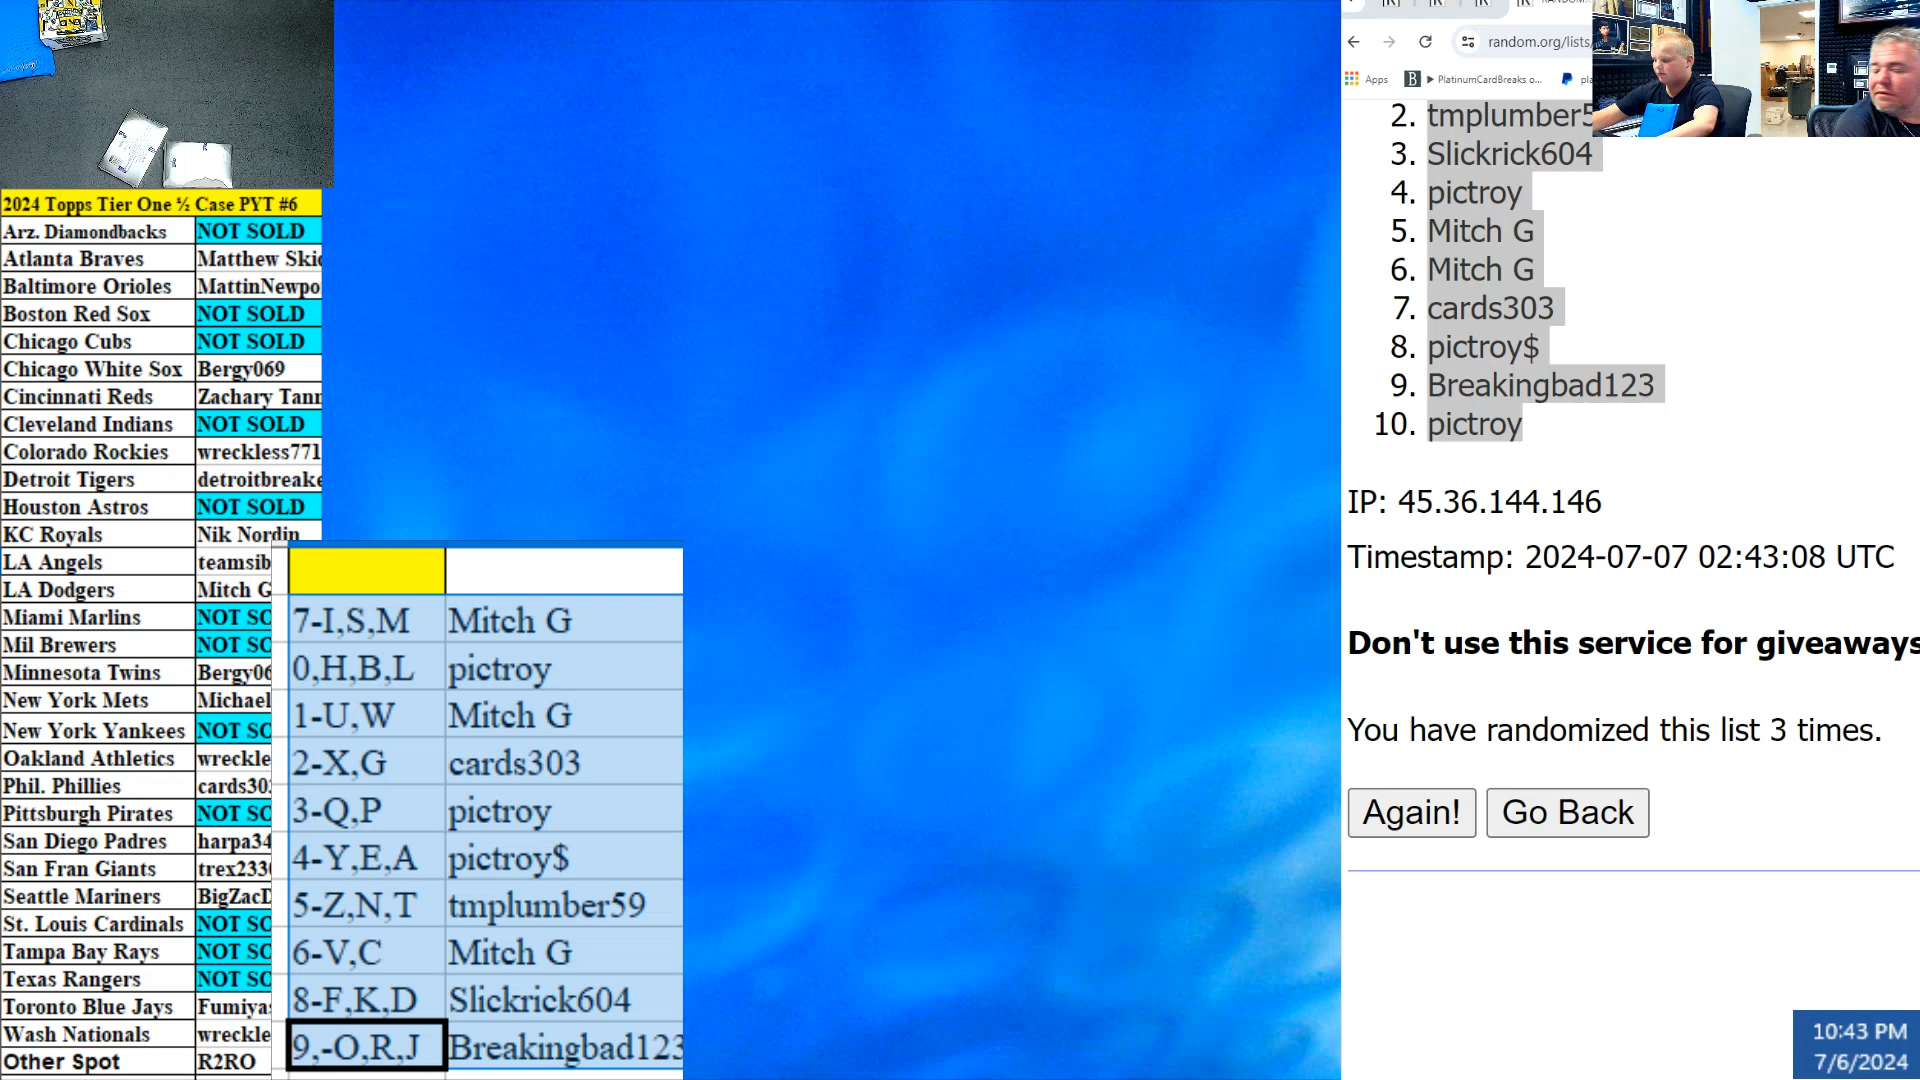 2024 Topps Tier One ½ Case PYT #6
Arz. Diamondbacks NOT SOLD
Atlanta Braves Matthew Skid
Baltimore Orioles MattinNewpo
Boston Red Sox NOT SOLD
Chicago Cubs NOT SOLD
Chicago White Sox Bergy069
Cincinnati Reds Zachary Tann
Cleveland Indians NOT SOLD
Colorado Rockies wreckless771
Detroit Tigers detroitbreake
Houston Astros NOT SOLD
KC Royals Nik Nordin
LA Angels teamsib
LA Dodgers Mitch G
Miami Marlins NOT SO
Mil Brewers NOT SO
Minnesota Twins Bergy06
New York Mets Michael
New York Yankees NOT SO
Oakland Athletics wreckle
Phil. Phillies cards303
Pittsburgh Pirates NOT SO
San Diego Padres harpa34
San Fran Giants trex233
Seattle Mariners BigZacD
St. Louis Cardinals NOT SO
Tampa Bay Rays NOT SO
Texas Rangers NOT SO
Toronto Blue Jays Fumiya
Wash Nationals wreckle
Other Spot R2RO
7-I,S,M Mitch G
0,H,B,L pictroy
1-U,W Mitch G
2-X,G cards303
3-Q,P pictroy
4-Y,E,A pictroy$
5-Z,N,T tmplumber59
6-V,C Mitch G
8-F,K,D Slickrick604
9,-O,R,J Breakingbad123
random.org/lists/
Apps PlatinumCardBreaks o... pla
2. tmplumber5
3. Slickrick604
4. pictroy
5. Mitch G
6. Mitch G
7. cards303
8. pictroy$
9. Breakingbad123
10. pictroy
IP: 45.36.144.146
Timestamp: 2024-07-07 02:43:08 UTC
Don't use this service for giveaways
You have randomized this list 3 times.
Again! Go Back
10:43 PM
7/6/2024